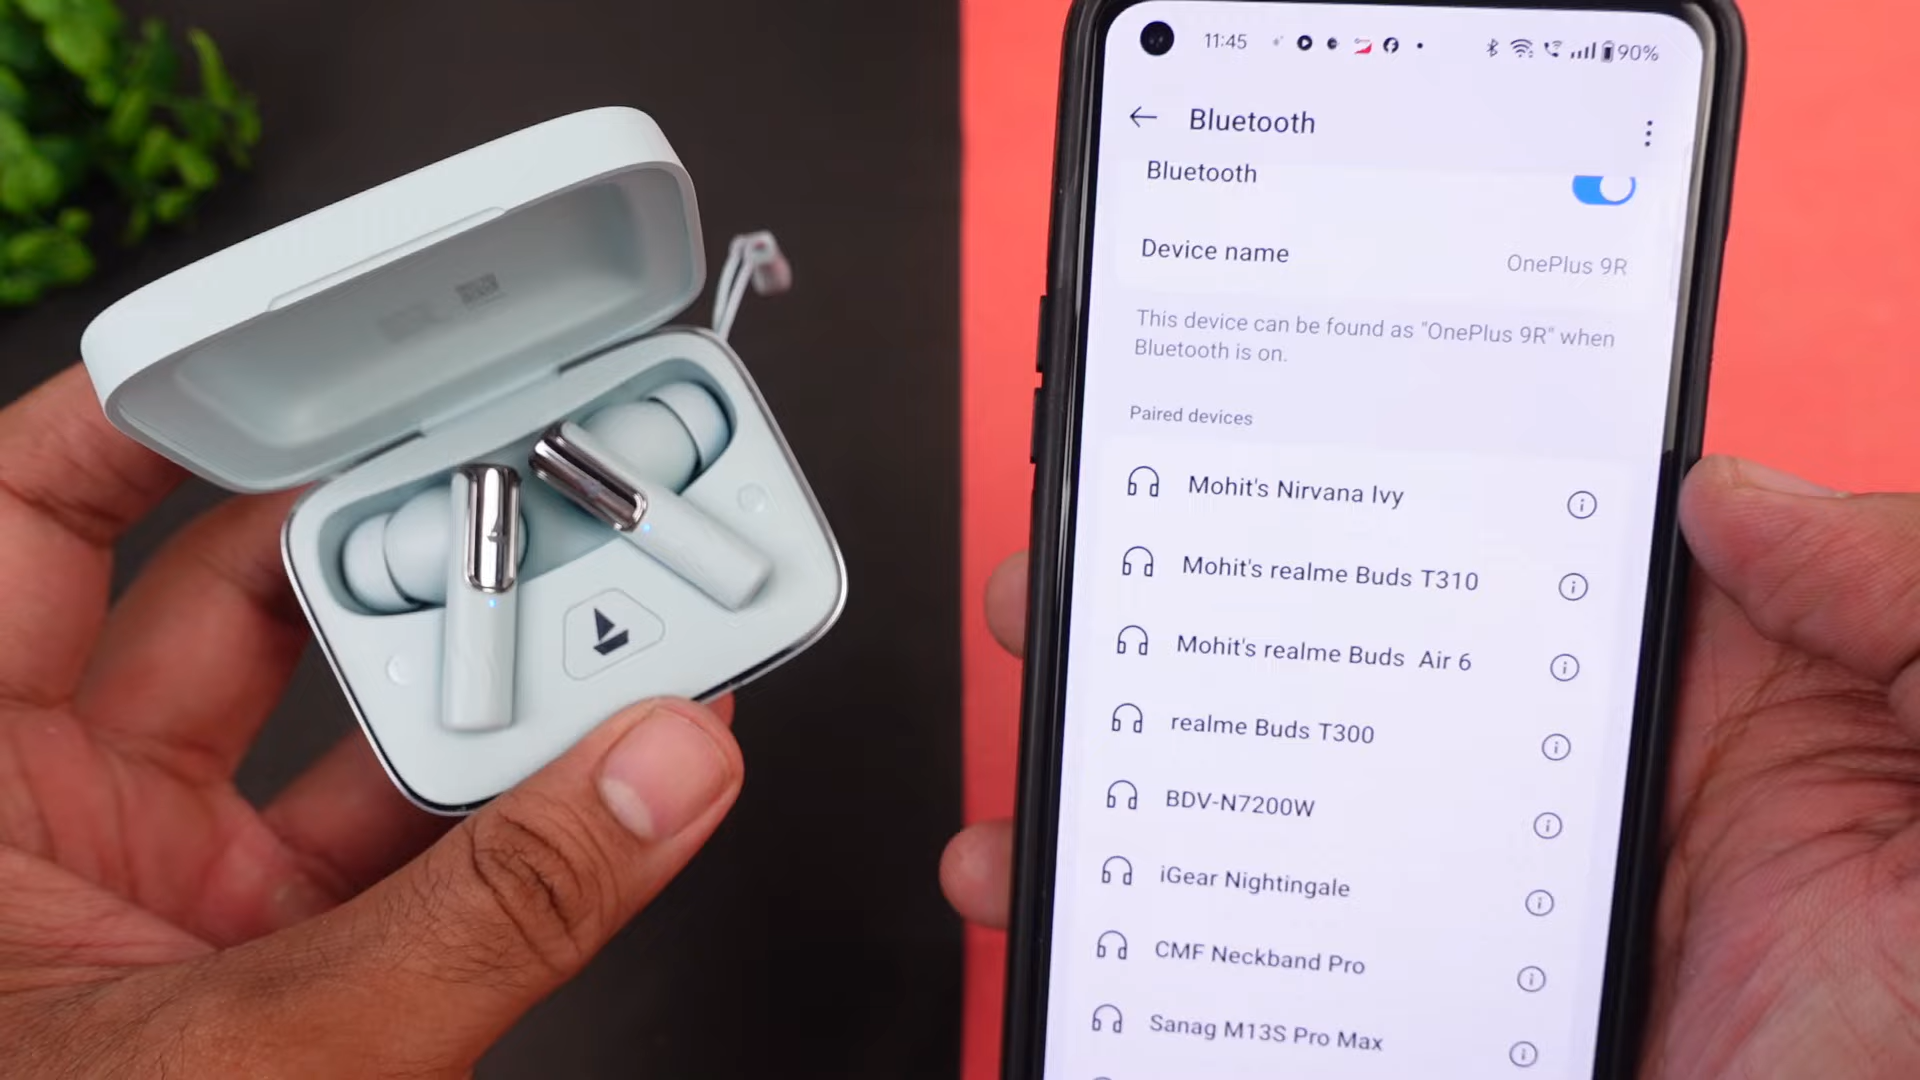 11:45
90%
Bluetooth
Bluetooth
Device name
OnePlus 9R
This device can be found as "OnePlus 9R" when
Bluetooth is on.
Paired devices
Mohit's Nirvana Ivy
Mohit's realme Buds T310
Mohit's realme Buds Air 6
realme Buds T300
BDV-N7200W
iGear Nightingale
CMF Neckband Pro
Sanag M13S Pro Max